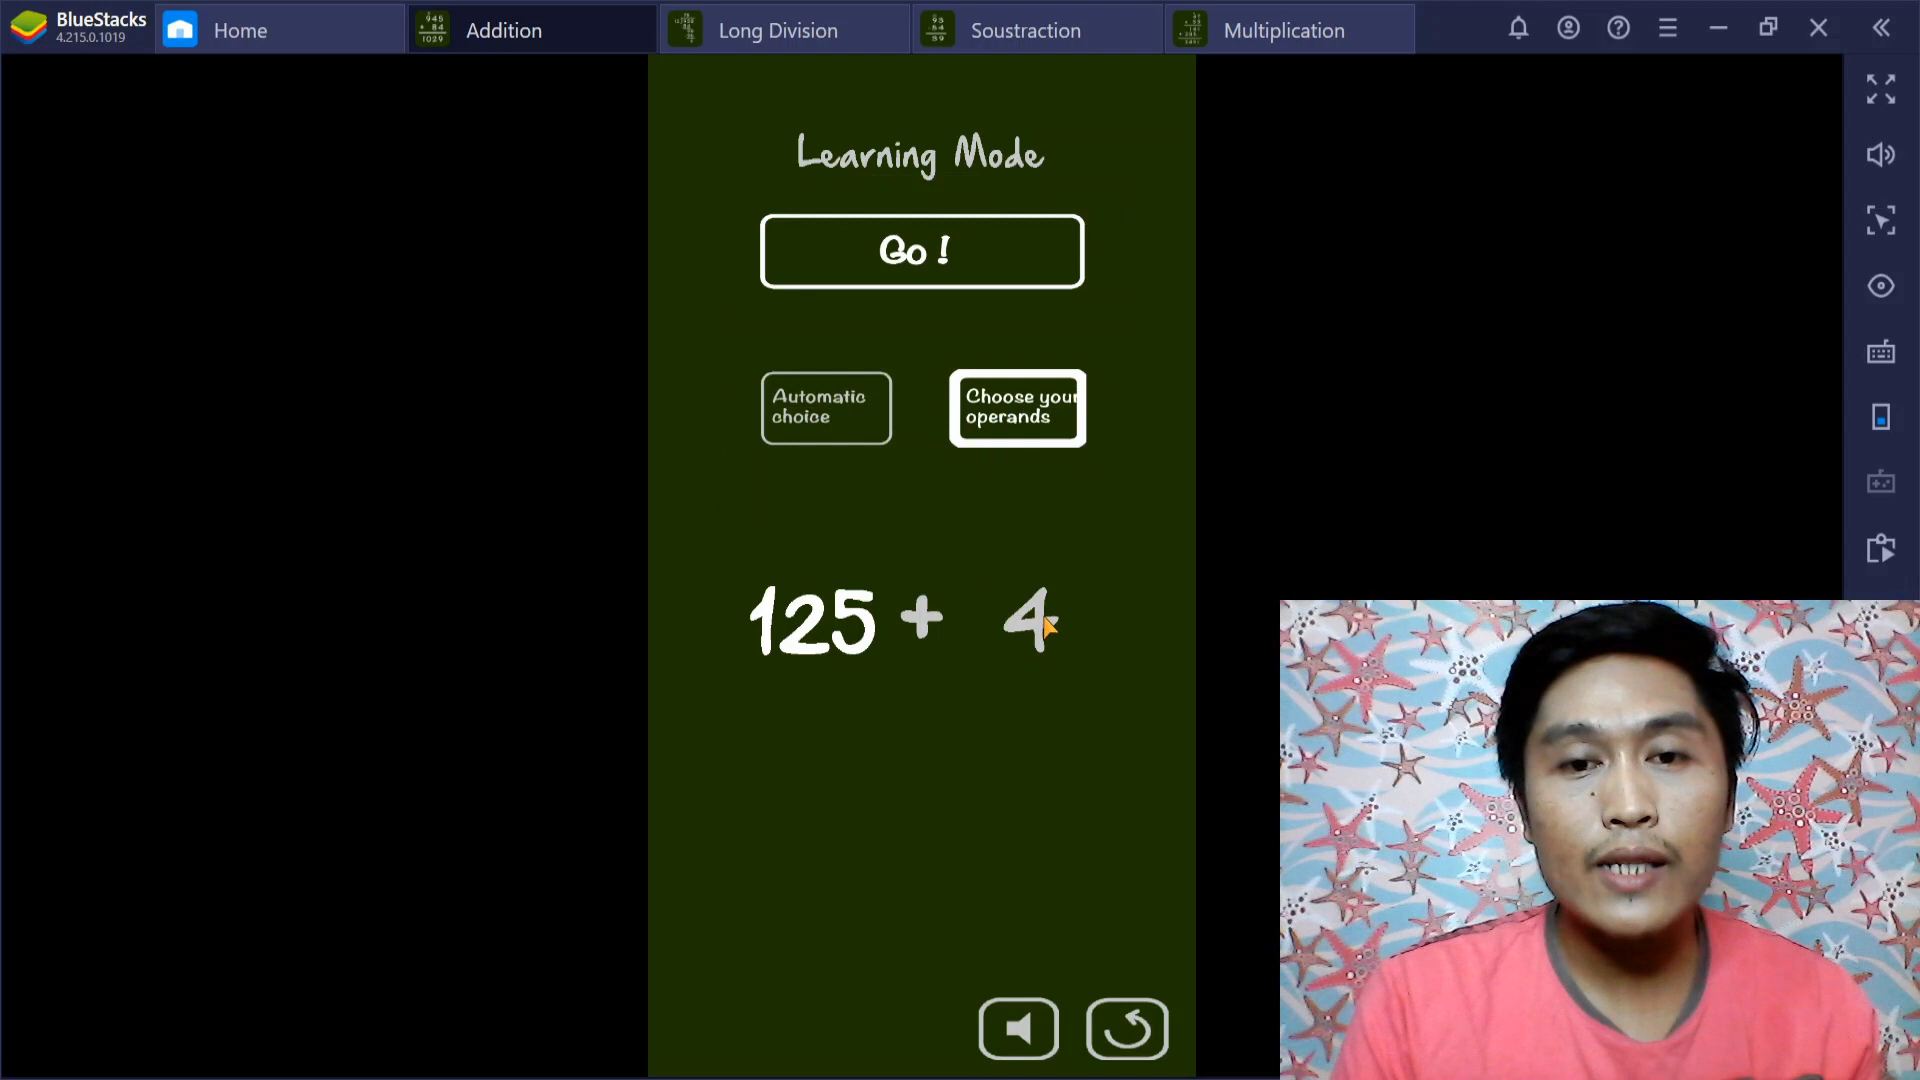 BlueStacks
4.215.0.1019
Home
Addition
Long Division
Soustraction
Multiplication
Learning Mode
Go !
Automatic
choice
Choose your
operands
125 + 4